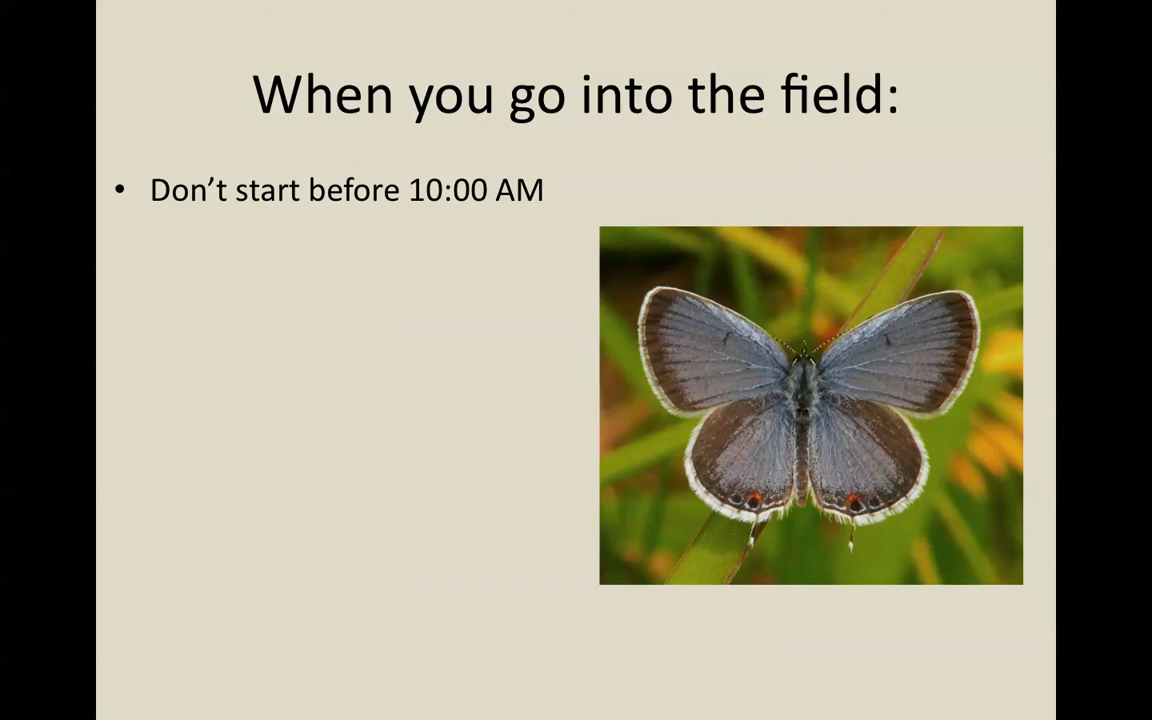 When you go into the field:
• Don’t start before 10:00 AM